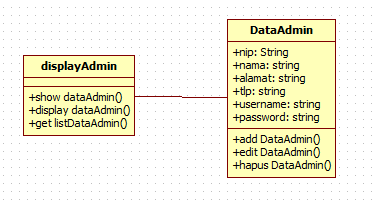 displayAdmin
+show dataAdmin()
+display dataAdmin()
+get listDataAdmin()
DataAdmin
+nip: String
+nama: string
+alamat: string
+tlp: string
+username: string
+password: string
+add DataAdmin()
+edit DataAdmin()
+hapus DataAdmin()